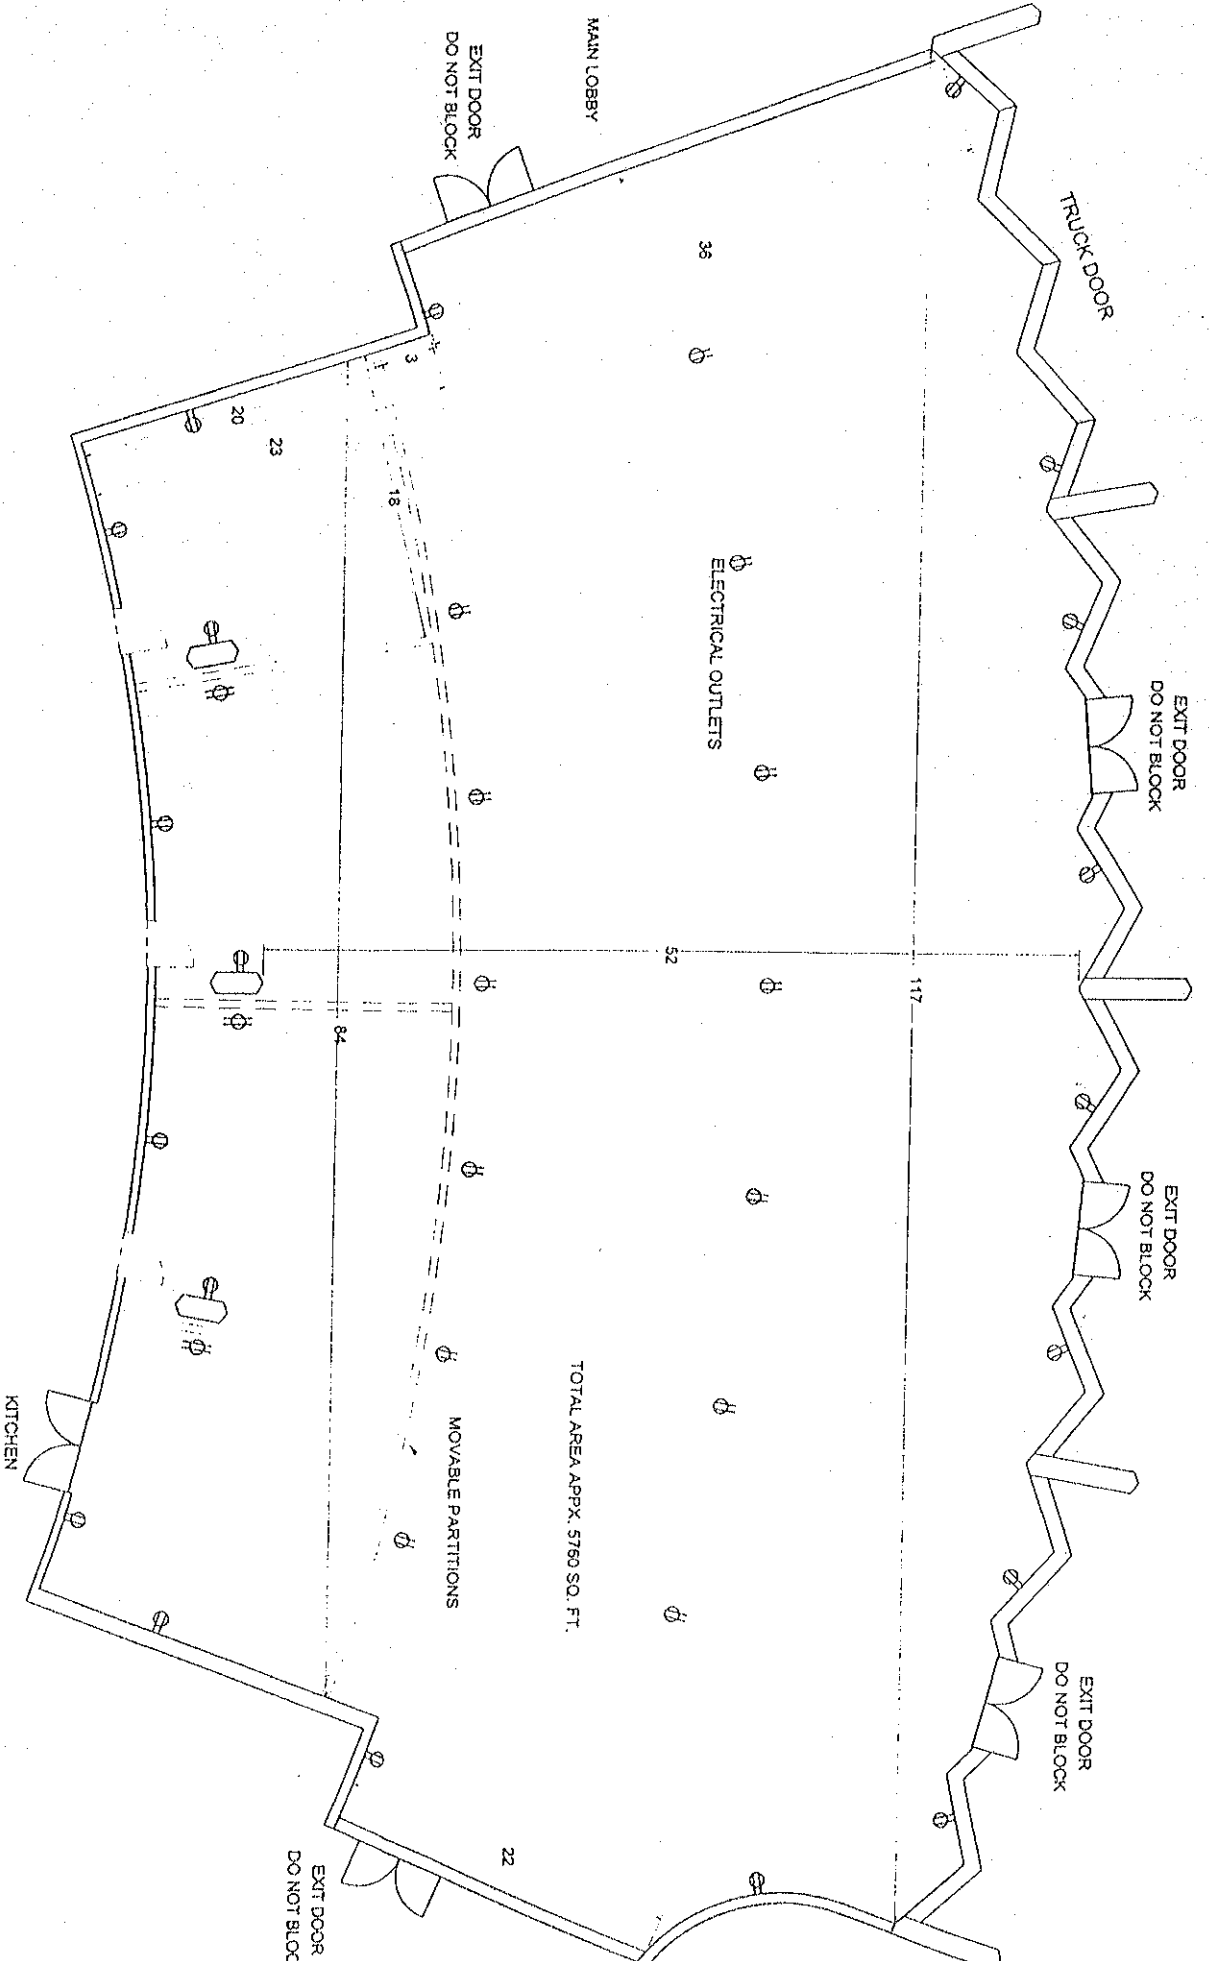 MAIN LOBBY
EXIT DOOR
DO NOT BLOCK
TRUCK DOOR
36
3
20
23
18
ELECTRICAL OUTLETS
EXIT DOOR
DO NOT BLOCK
52
117
84
EXIT DOOR
DO NOT BLOCK
TOTAL AREA APPX. 5760 SQ. FT.
MOVABLE PARTITIONS
KITCHEN
EXIT DOOR
DO NOT BLOCK
22
EXIT DOOR
DO NOT BLOC